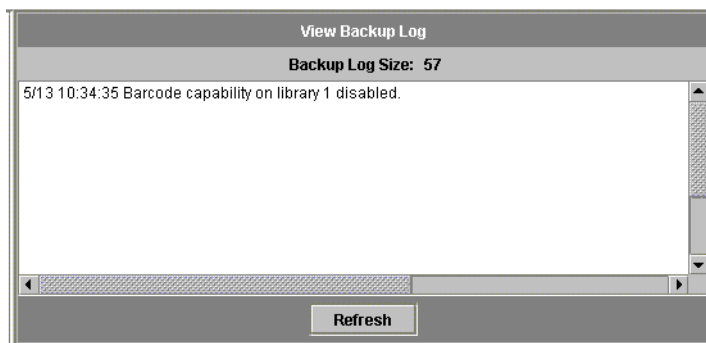 View Backup Log
Backup Log Size: 57
5/13 10:34:35 Barcode capability on library 1 disabled.
Refresh